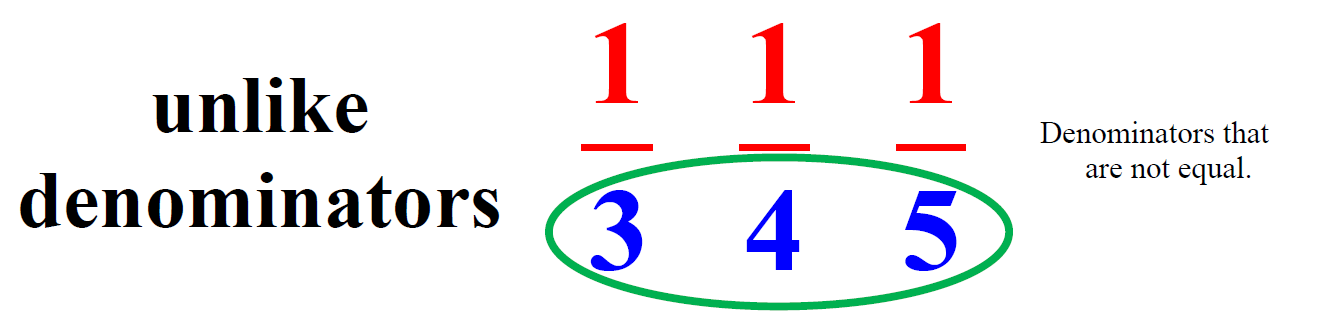 unlike
denominators
1 1 1
3 4 5
Denominators that
are not equal.